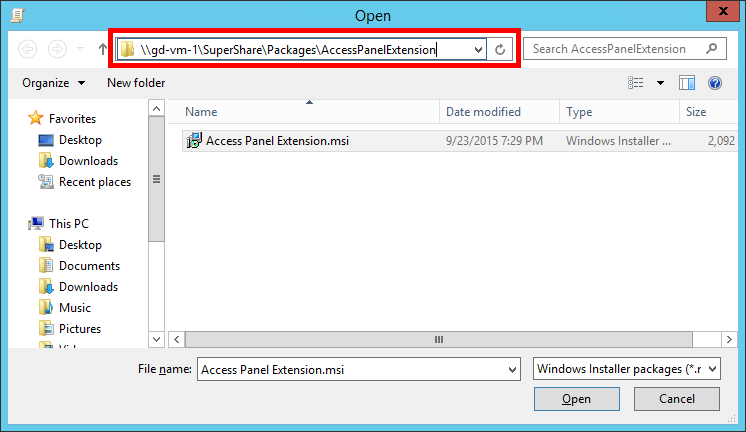 Open
x
\\gd-vm-1\SuperShare\Packages\AccessPanelExtension
Search AccessPanelExtension
Organize
New folder
Name
Date modified
Type
Size
Favorites
Desktop
Downloads
Recent places
This PC
Desktop
Documents
Downloads
Music
Pictures
Access Panel Extension.msi
9/23/2015 7:29 PM
Windows Installer ...
2,092
File name:
Access Panel Extension.msi
Windows Installer packages (*.r
Open
Cancel